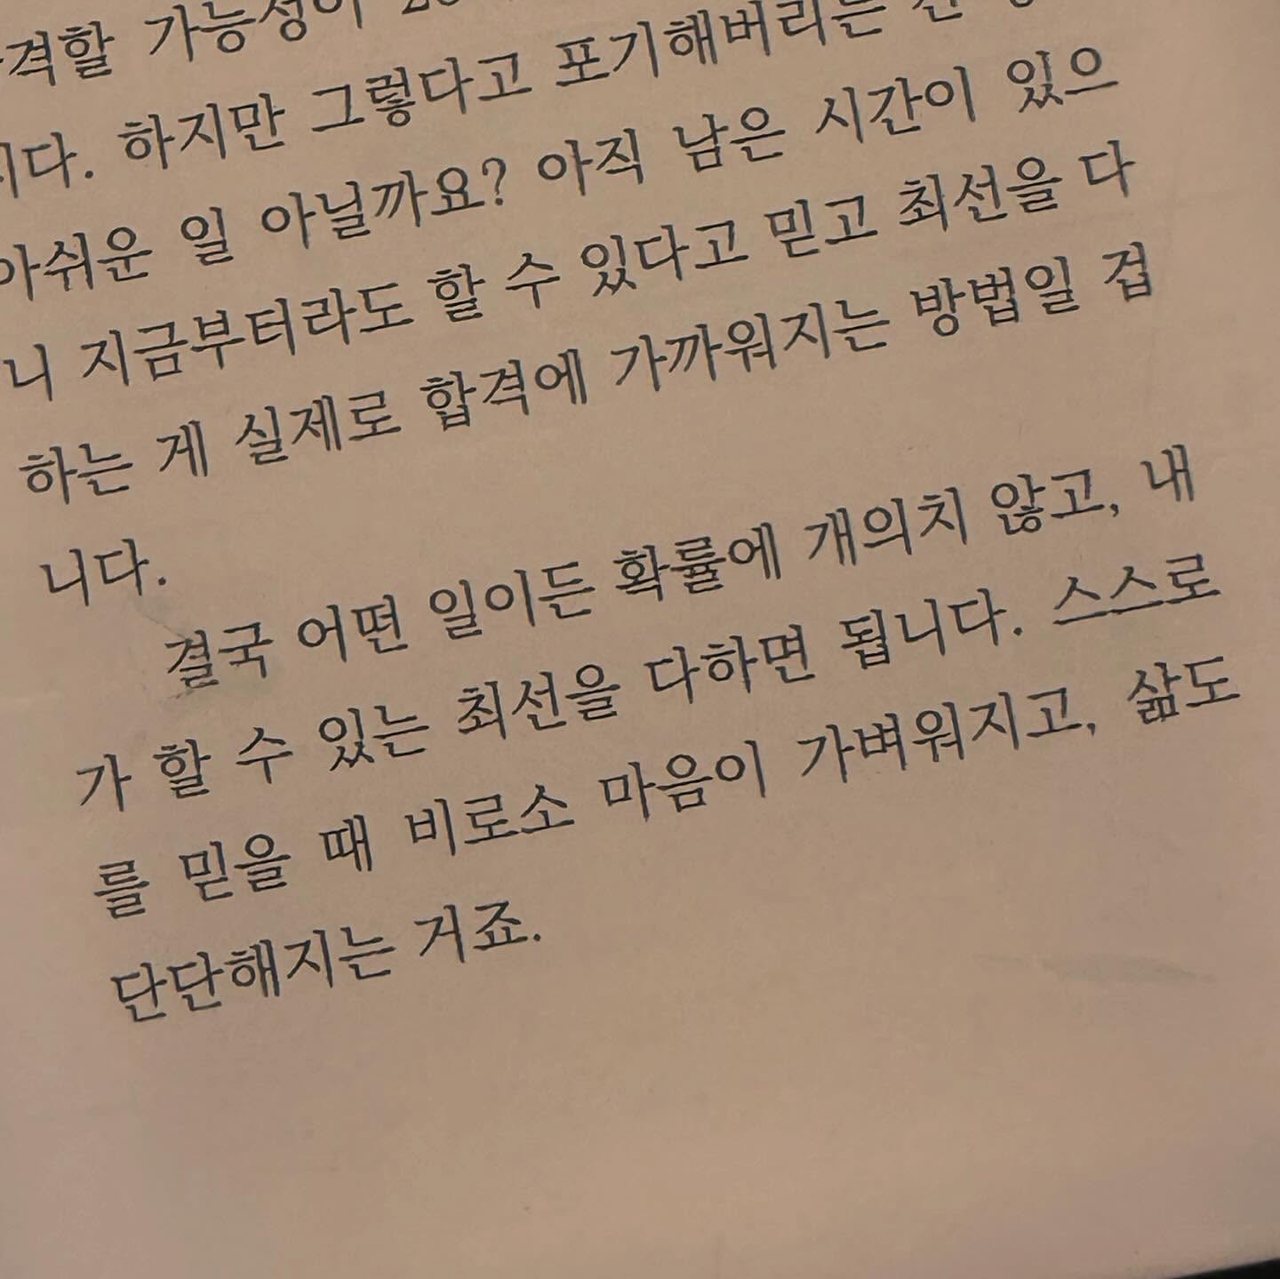 격할 가능성이
다. 하지만 그렇다고 포기해버리는 건
아쉬운 일 아닐까요? 아직 남은 시간이 있으
니 지금부터라도 할 수 있다고 믿고 최선을 다
하는 게 실제로 합격에 가까워지는 방법일 겁
니다.
결국 어떤 일이든 확률에 개의치 않고, 내
가 할 수 있는 최선을 다하면 됩니다. 스스로
를 믿을 때 비로소 마음이 가벼워지고, 삶도
단단해지는 거죠.